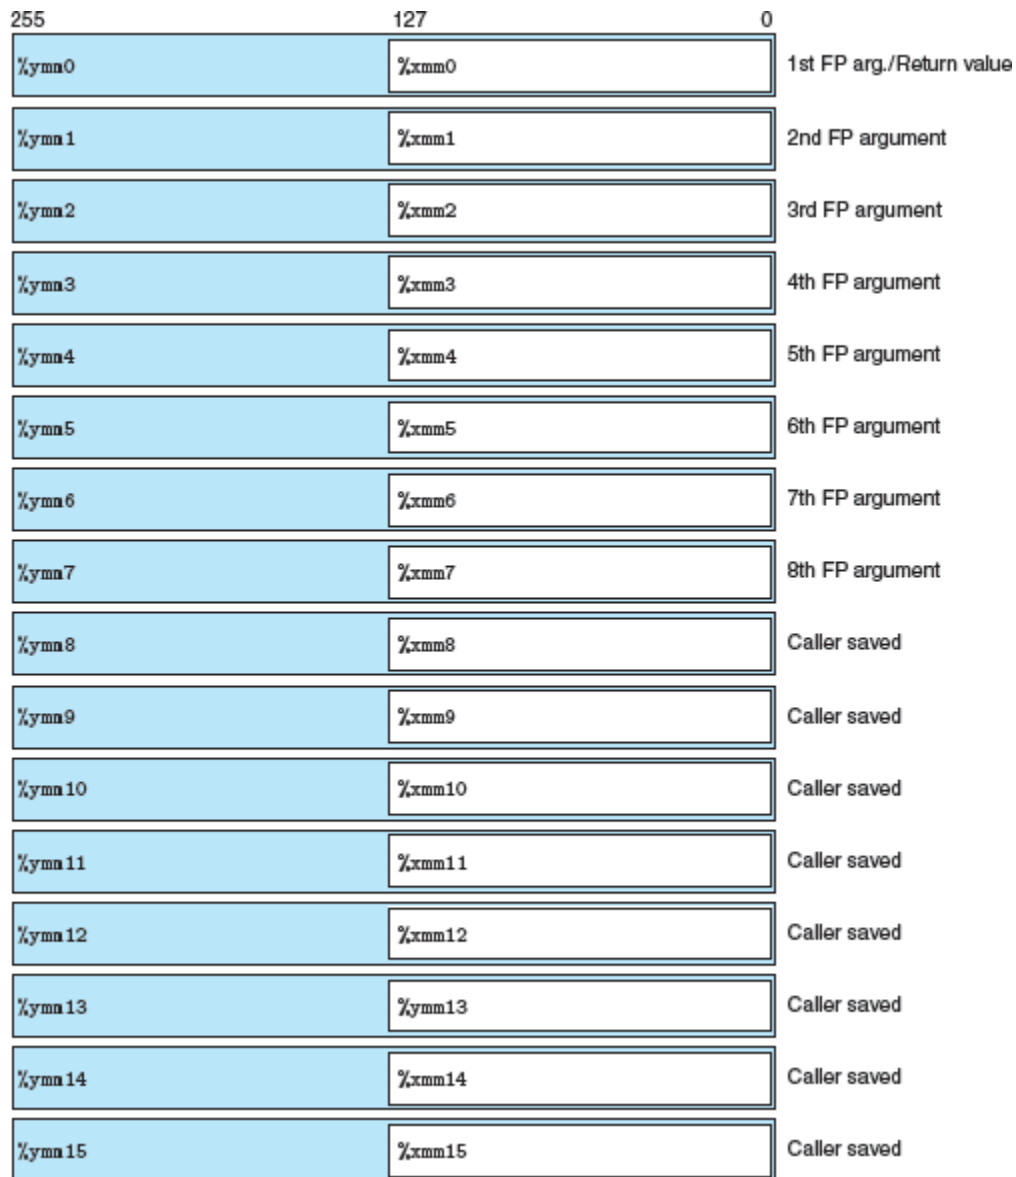 255 127 0
%ymm0 %xmm0 1st FP arg./Return value
%ymm1 %xmm1 2nd FP argument
%ymm2 %xmm2 3rd FP argument
%ymm3 %xmm3 4th FP argument
%ymm4 %xmm4 5th FP argument
%ymm5 %xmm5 6th FP argument
%ymm6 %xmm6 7th FP argument
%ymm7 %xmm7 8th FP argument
%ymm8 %xmm8 Caller saved
%ymm9 %xmm9 Caller saved
%ymm10 %xmm10 Caller saved
%ymm11 %xmm11 Caller saved
%ymm12 %xmm12 Caller saved
%ymm13 %ymm13 Caller saved
%ymm14 %xmm14 Caller saved
%ymm15 %xmm15 Caller saved